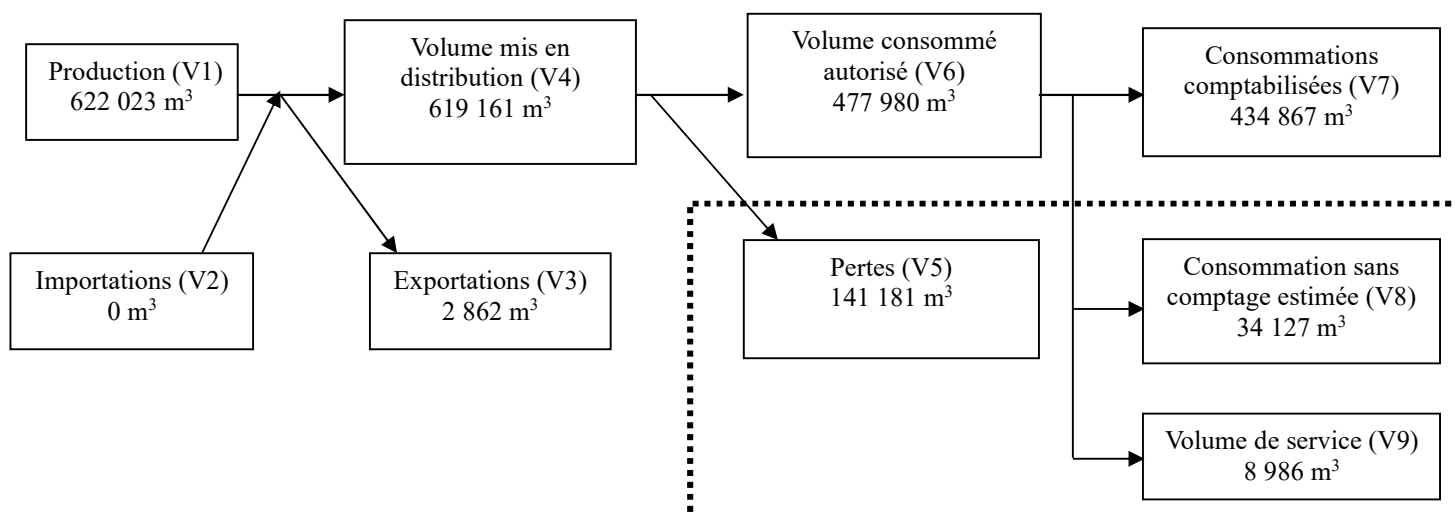 Production (V1)
622 023 m³
Volume mis en
distribution (V4)
619 161 m³
Volume consommé
autorisé (V6)
477 980 m³
Consommations
comptabilisées (V7)
434 867 m³
Importations (V2)
0 m³
Exportations (V3)
2 862 m³
Pertes (V5)
141 181 m³
Consommation sans
comptage estimée (V8)
34 127 m³
Volume de service (V9)
8 986 m³